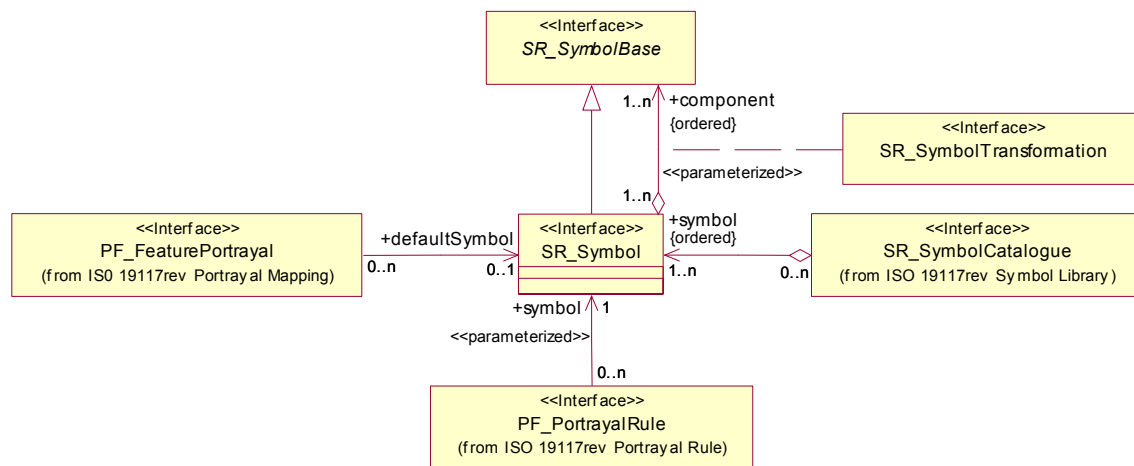 <<Interface>>
SR_SymbolBase
1..n
+component
{ordered}
<<Interface>>
SR_SymbolTransformation
<<parameterized>>
1..n
<<Interface>>
PF_FeaturePortrayal
(from IS0 19117rev Portrayal Mapping)
+defaultSymbol
0..n
0..1
<<Interface>>
SR_Symbol
+symbol
{ordered}
1..n
0..n
<<Interface>>
SR_SymbolCatalogue
(from ISO 19117rev Symbol Library)
+symbol
1
<<parameterized>>
0..n
<<Interface>>
PF_PortrayalRule
(from ISO 19117rev Portrayal Rule)